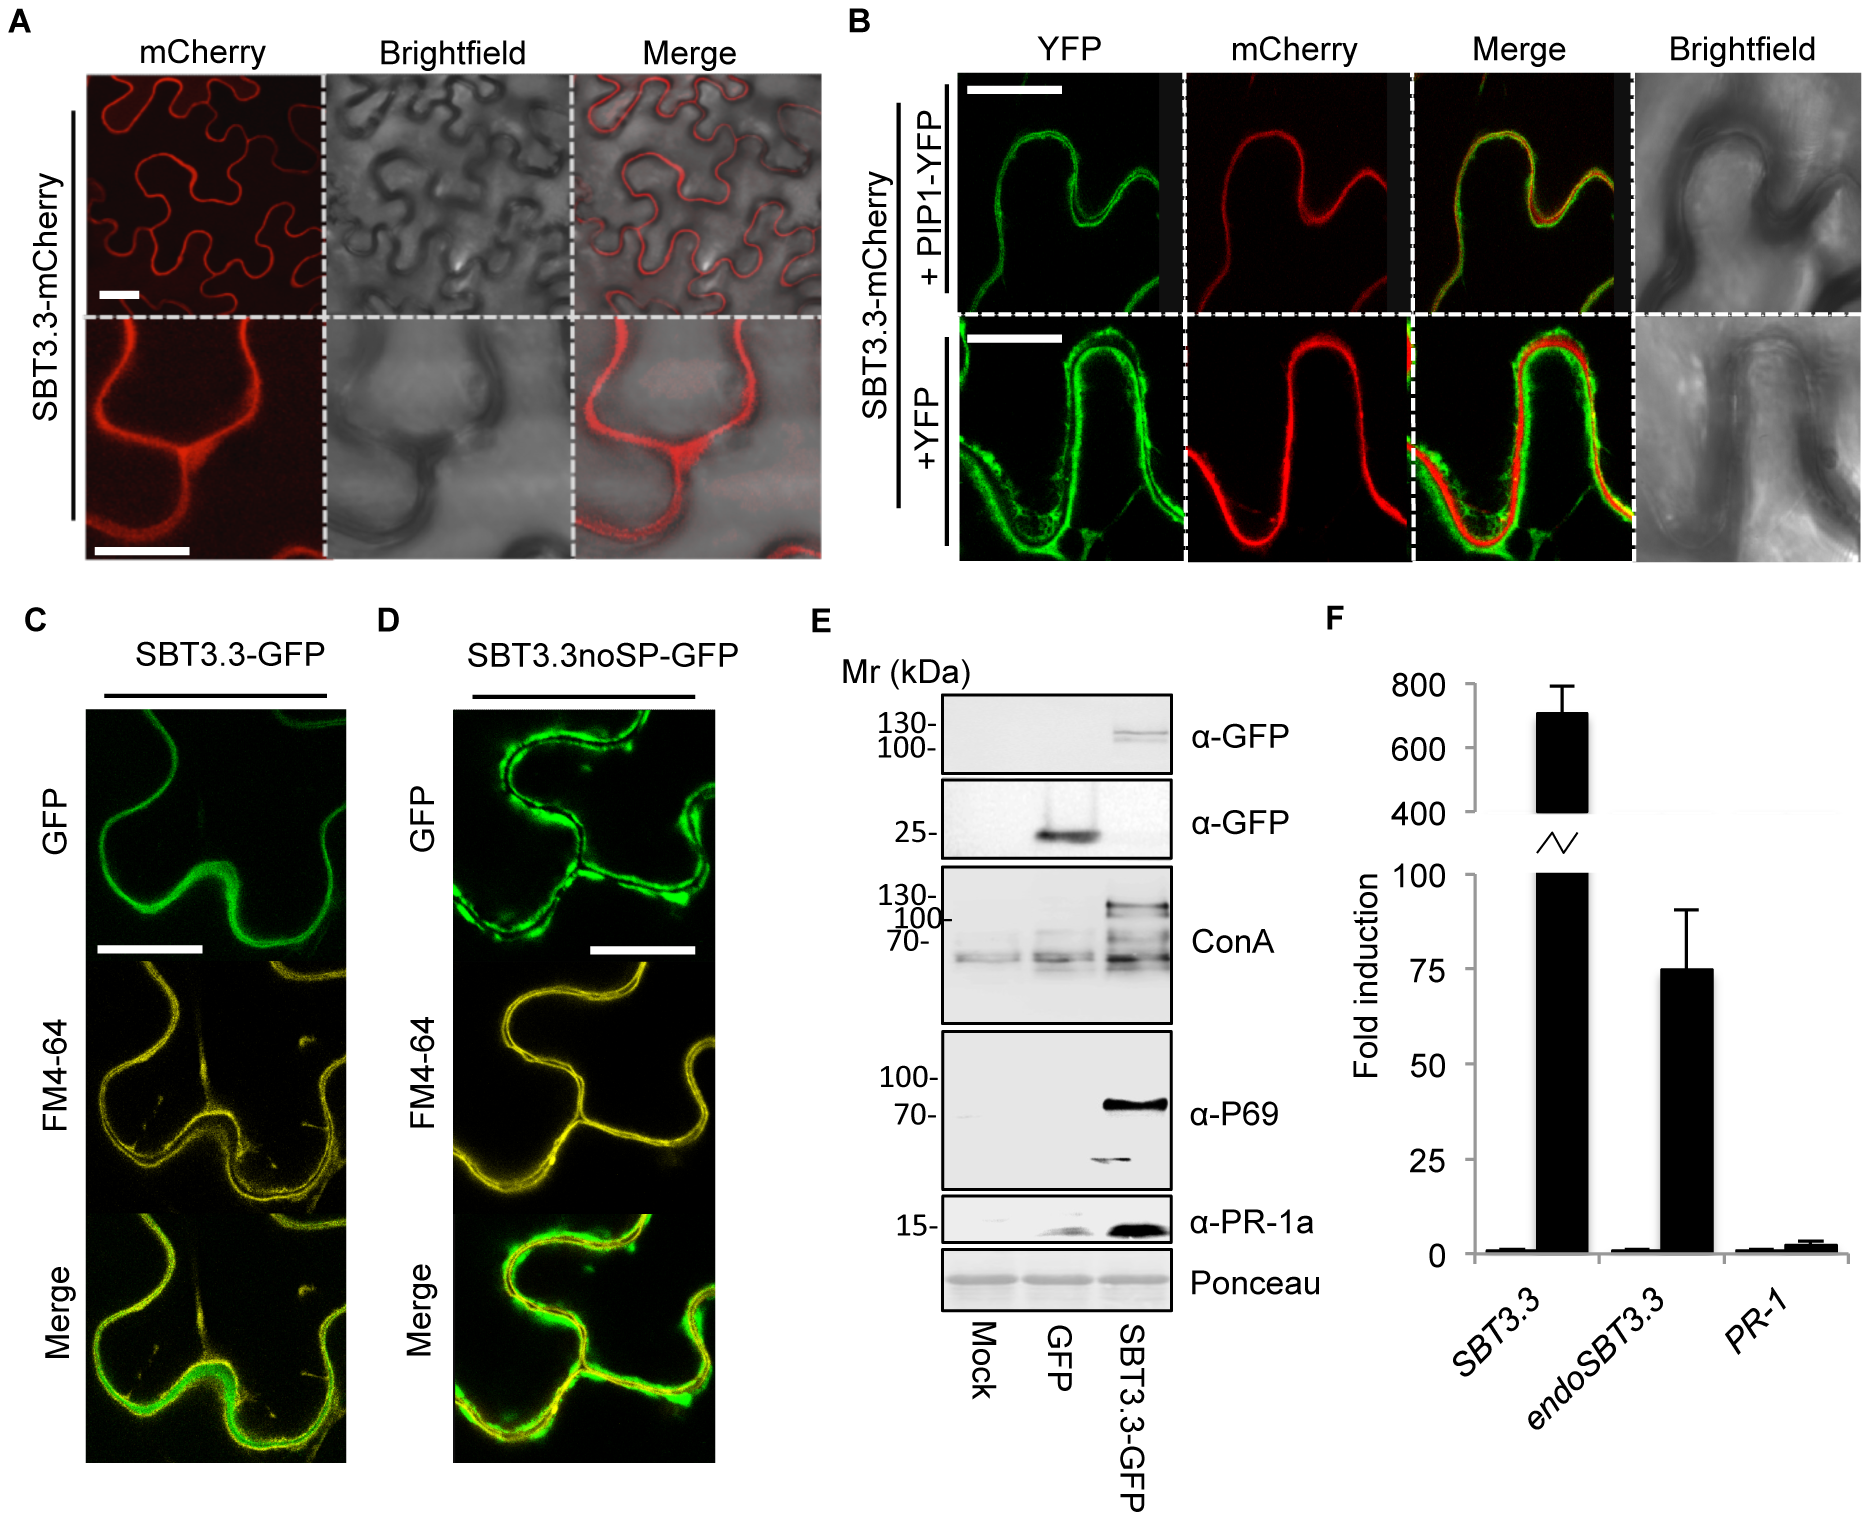 A
mCherry
Brightfield
Merge
SBT3.3-mCherry
B
YFP
mCherry
Merge
Brightfield
SBT3.3-mCherry
+ PIP1-YFP
+YFP
C
SBT3.3-GFP
GFP
FM4-64
Merge
D
SBT3.3noSP-GFP
GFP
FM4-64
Merge
E
Mr (kDa)
130-
100-
α-GFP
25-
α-GFP
130-
100-
70-
ConA
100-
70-
α-P69
15-
α-PR-1a
Ponceau
Mock
GFP
SBT3.3-GFP
F
Fold induction
800
600
400
100
75
50
25
0
SBT3.3
endoSBT3.3
PR-1